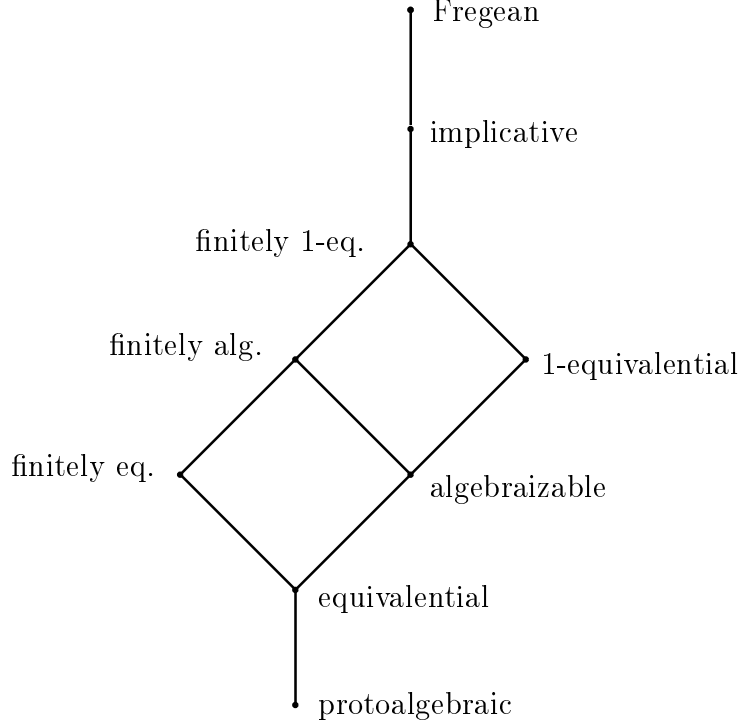 Fregean
implicative
finitely 1-eq.
finitely alg.
1-equivalential
finitely eq.
algebraizable
equivalential
protoalgebraic